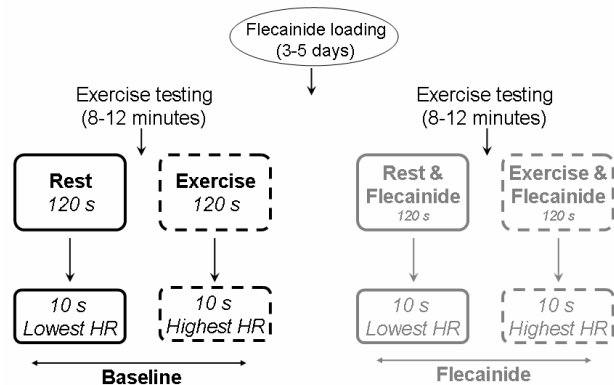 Flecainide loading
(3-5 days)
Exercise testing
(8-12 minutes)
Exercise testing
(8-12 minutes)
Rest
120 s
Exercise
120 s
Rest &
Flecainide
120 s
Exercise &
Flecainide
120 s
10 s
Lowest HR
10 s
Highest HR
10 s
Lowest HR
10 s
Highest HR
Baseline
Flecainide